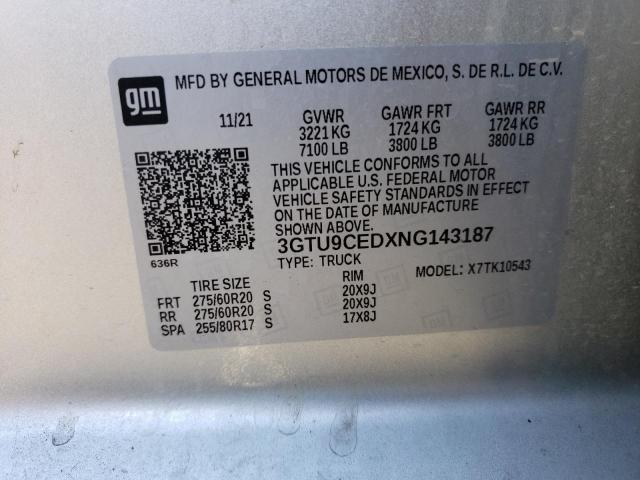 gm MFD BY GENERAL MOTORS DE MEXICO, S. DE R.L. DE C.V.
11/21 GVWR GAWR FRT GAWR RR
3221 KG 1724 KG 1724 KG
7100 LB 3800 LB 3800 LB
THIS VEHICLE CONFORMS TO ALL
APPLICABLE U.S. FEDERAL MOTOR
VEHICLE SAFETY STANDARDS IN EFFECT
ON THE DATE OF MANUFACTURE
SHOWN ABOVE.
636R
3GTU9CEDXNG143187
TYPE: TRUCK MODEL: X7TK10543
TIRE SIZE RIM
FRT 275/60R20 S 20X9J
RR 275/60R20 S 20X9J
SPA 255/80R17 S 17X8J